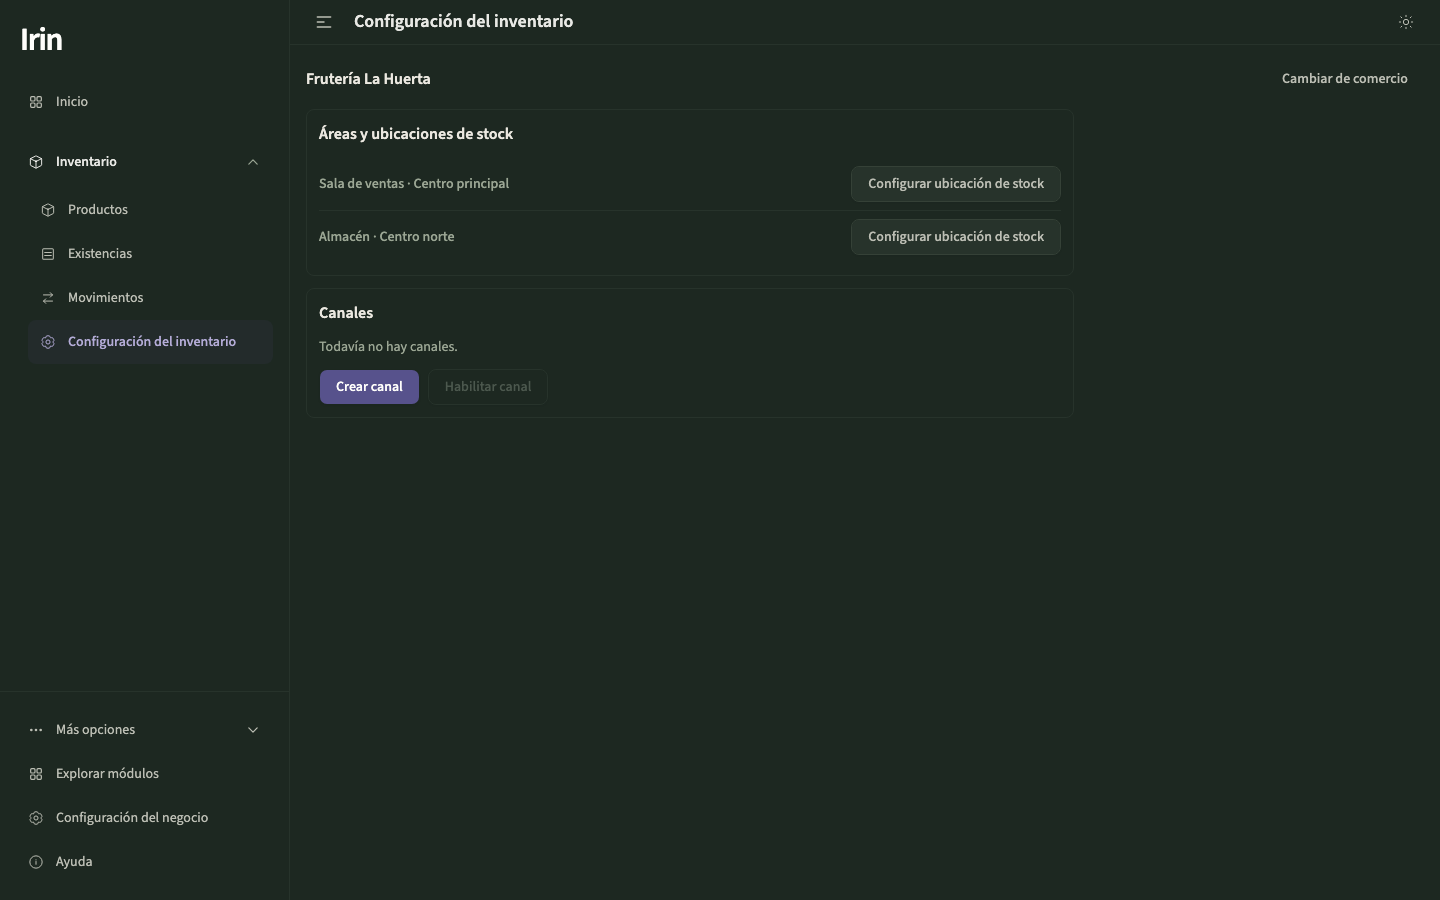 Irin
Inicio
Inventario
Productos
Existencias
Movimientos
Configuración del inventario
Más opciones
Explorar módulos
Configuración del negocio
Ayuda
Configuración del inventario
Frutería La Huerta
Cambiar de comercio
Áreas y ubicaciones de stock
Sala de ventas · Centro principal
Configurar ubicación de stock
Almacén · Centro norte
Configurar ubicación de stock
Canales
Todavía no hay canales.
Crear canal
Habilitar canal